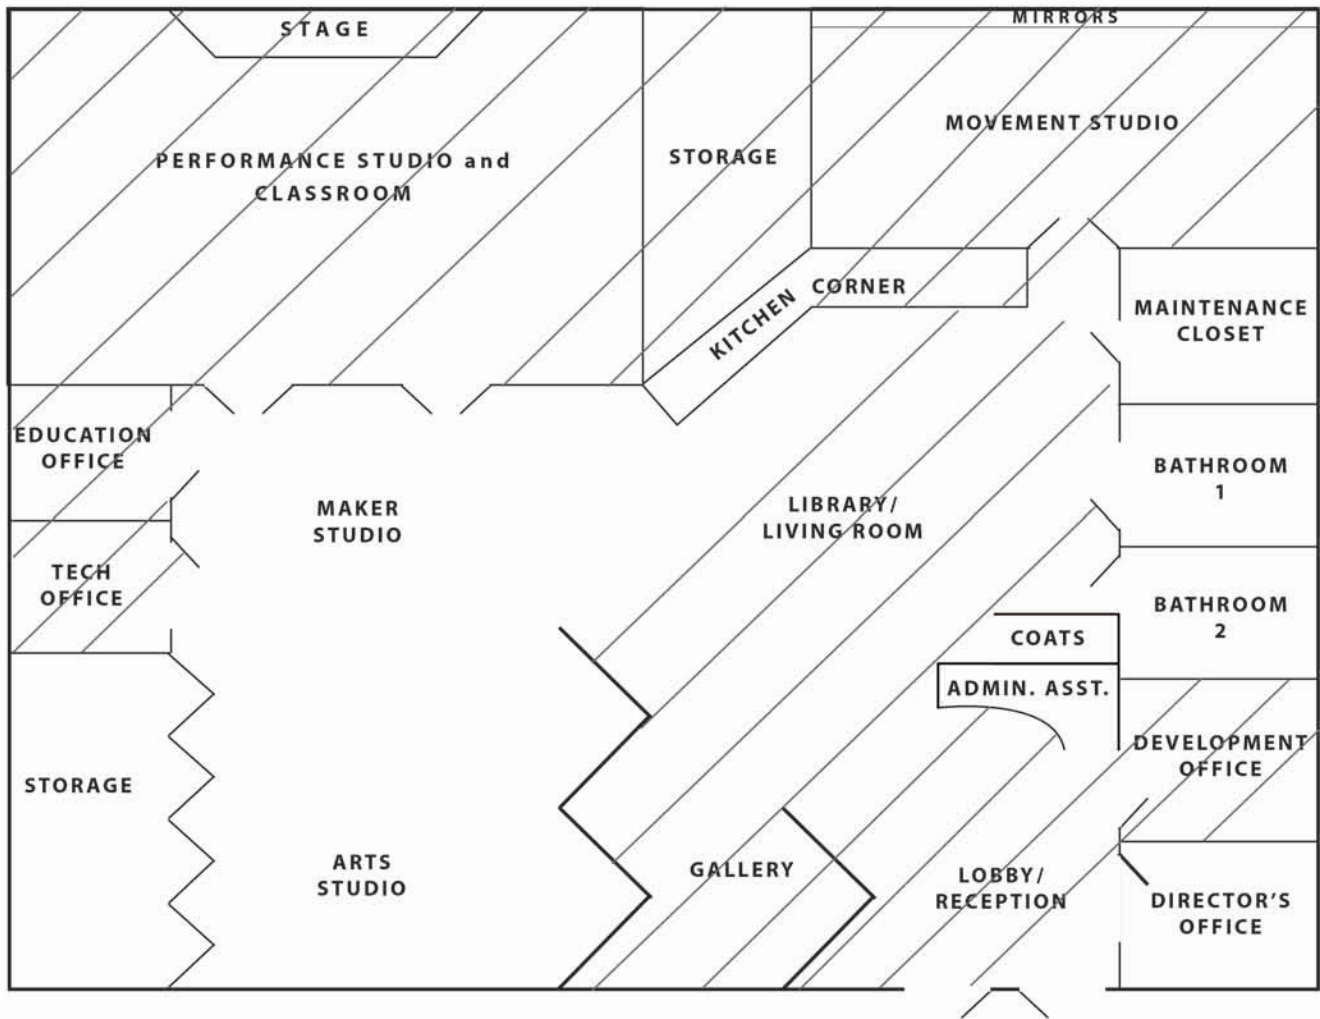 STAGE
MIRRORS
MOVEMENT STUDIO
PERFORMANCE STUDIO and
CLASSROOM
STORAGE
KITCHEN
CORNER
MAINTENANCE
CLOSET
EDUCATION
OFFICE
BATHROOM
1
MAKER
STUDIO
LIBRARY/
LIVING ROOM
TECH
OFFICE
BATHROOM
2
COATS
ADMIN. ASST.
DEVELOPMENT
OFFICE
STORAGE
ARTS
STUDIO
GALLERY
LOBBY/
RECEPTION
DIRECTOR'S
OFFICE